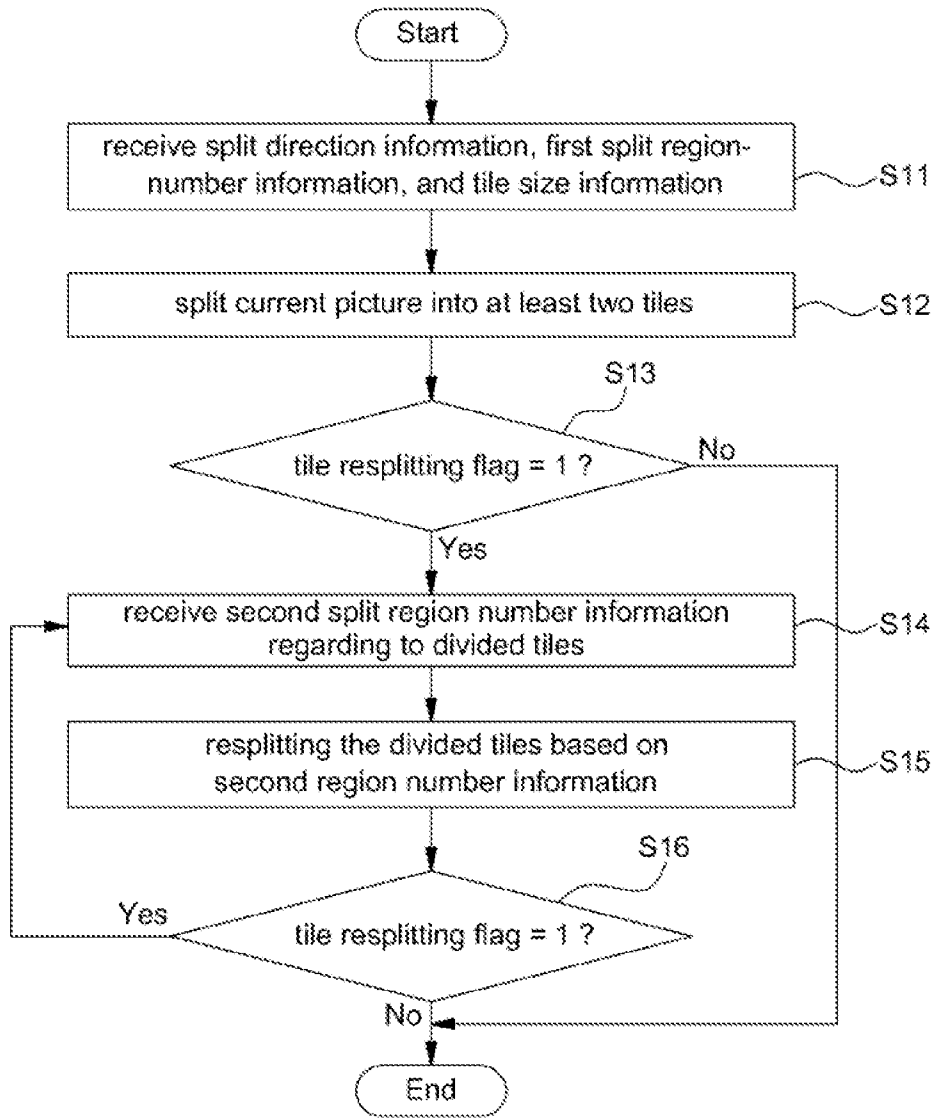 Start
receive split direction information, first split region-
number information, and tile size information
S11
split current picture into at least two tiles
S12
S13
tile resplitting flag = 1 ?
No
Yes
receive second split region number information
regarding to divided tiles
S14
resplitting the divided tiles based on
second region number information
S15
S16
Yes
tile resplitting flag = 1 ?
No
End